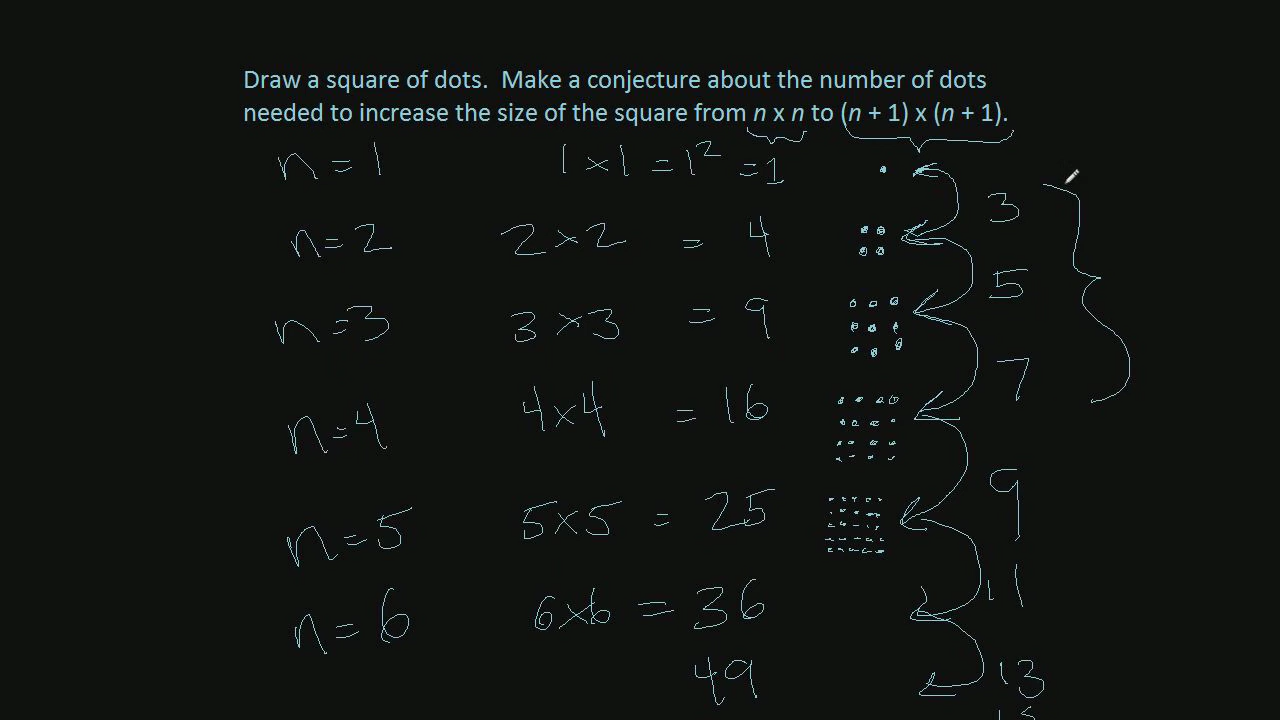 Draw a square of dots. Make a conjecture about the number of dots
needed to increase the size of the square from n x n to (n + 1) x (n + 1).
n = 1 1 × 1 = 1² = 1
3
n = 2 2 × 2 = 4
5
n = 3 3 × 3 = 9
7
n = 4 4 × 4 = 16
9
n = 5 5 × 5 = 25
11
n = 6 6 × 6 = 36
49 13